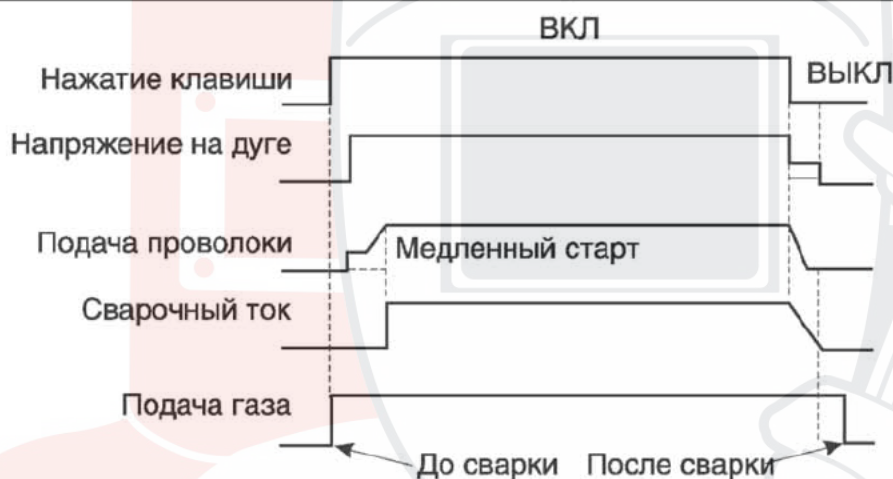 ВКЛ
Нажатие клавиши
ВЫКЛ
Напряжение на дуге
Подача проволоки
Медленный старт
Сварочный ток
Подача газа
До сварки
После сварки